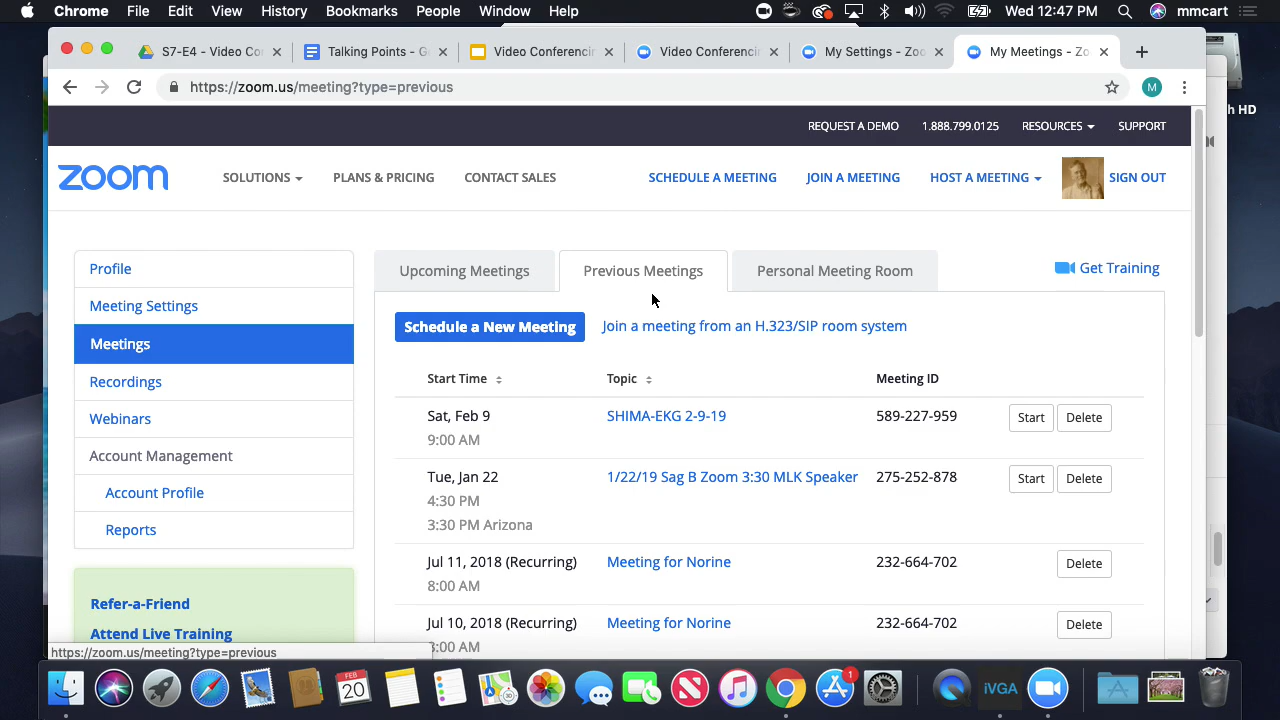 Chrome File Edit View History Bookmarks People Window Help Wed 12:47 PM mmcart
S7-E4 - Video Co
Talking Points - G
Video Conferencin
Video Conferencin
My Settings - Zoo
My Meetings - Zo
https://zoom.us/meeting?type=previous
M
h HD
REQUEST A DEMO 1.888.799.0125 RESOURCES SUPPORT
zoom SOLUTIONS PLANS & PRICING CONTACT SALES SCHEDULE A MEETING JOIN A MEETING HOST A MEETING SIGN OUT
Profile
Meeting Settings
Meetings
Recordings
Webinars
Account Management
Account Profile
Reports
Refer-a-Friend
Attend Live Training
Upcoming Meetings Previous Meetings Personal Meeting Room Get Training
Schedule a New Meeting Join a meeting from an H.323/SIP room system
Start Time Topic Meeting ID
Sat, Feb 9 SHIMA-EKG 2-9-19 589-227-959 Start Delete
9:00 AM
Tue, Jan 22 1/22/19 Sag B Zoom 3:30 MLK Speaker 275-252-878 Start Delete
4:30 PM
3:30 PM Arizona
Jul 11, 2018 (Recurring) Meeting for Norine 232-664-702 Delete
8:00 AM
Jul 10, 2018 (Recurring) Meeting for Norine 232-664-702 Delete
8:00 AM
https://zoom.us/meeting?type=previous
FEB
20
1
iVGA